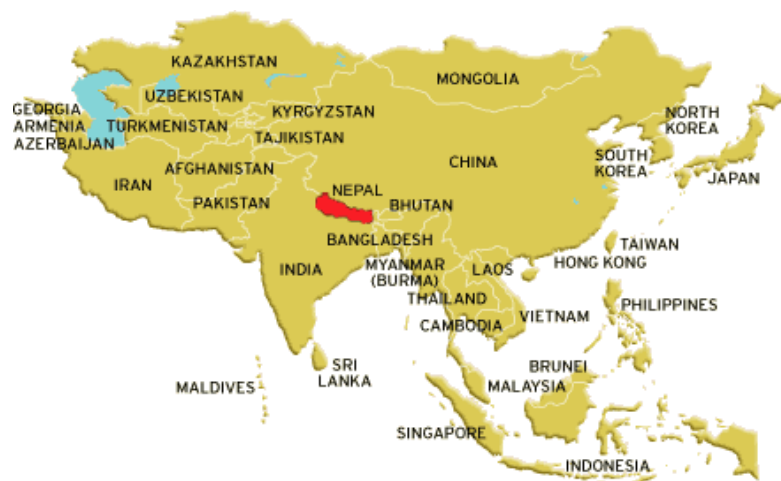 KAZAKHSTAN
MONGOLIA
UZBEKISTAN
GEORGIA
ARMENIA
AZERBAIJAN
TURKMENISTAN
KYRGYZSTAN
TAJIKISTAN
NORTH
KOREA
SOUTH
KOREA
JAPAN
CHINA
AFGHANISTAN
IRAN
PAKISTAN
NEPAL
BHUTAN
BANGLADESH
INDIA
MYANMAR
(BURMA)
LAOS
HONG KONG
TAIWAN
THAILAND
VIETNAM
PHILIPPINES
CAMBODIA
SRI
LANKA
MALDIVES
BRUNEI
MALAYSIA
SINGAPORE
INDONESIA